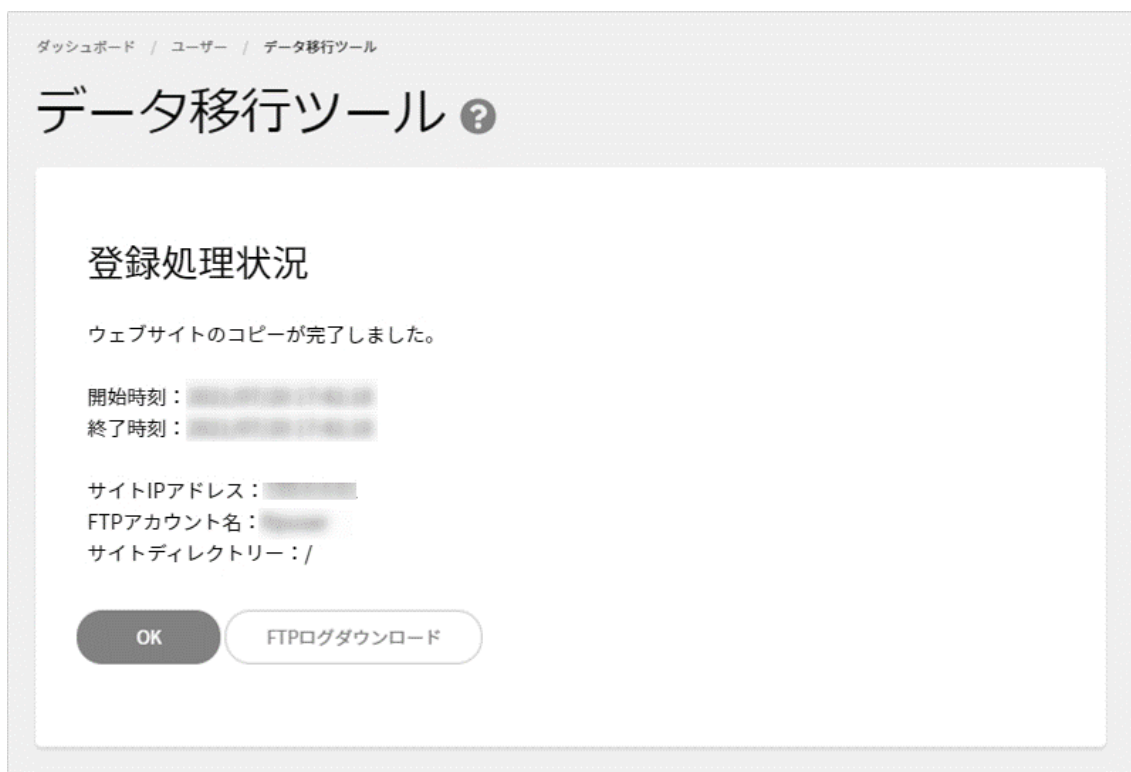 ダッシュボード / ユーザー / データ移行ツール
データ移行ツール ?
登録処理状況
ウェブサイトのコピーが完了しました。
開始時刻：
終了時刻：
サイトIPアドレス：
FTPアカウント名：
サイトディレクトリー：/
OK
FTPログダウンロード